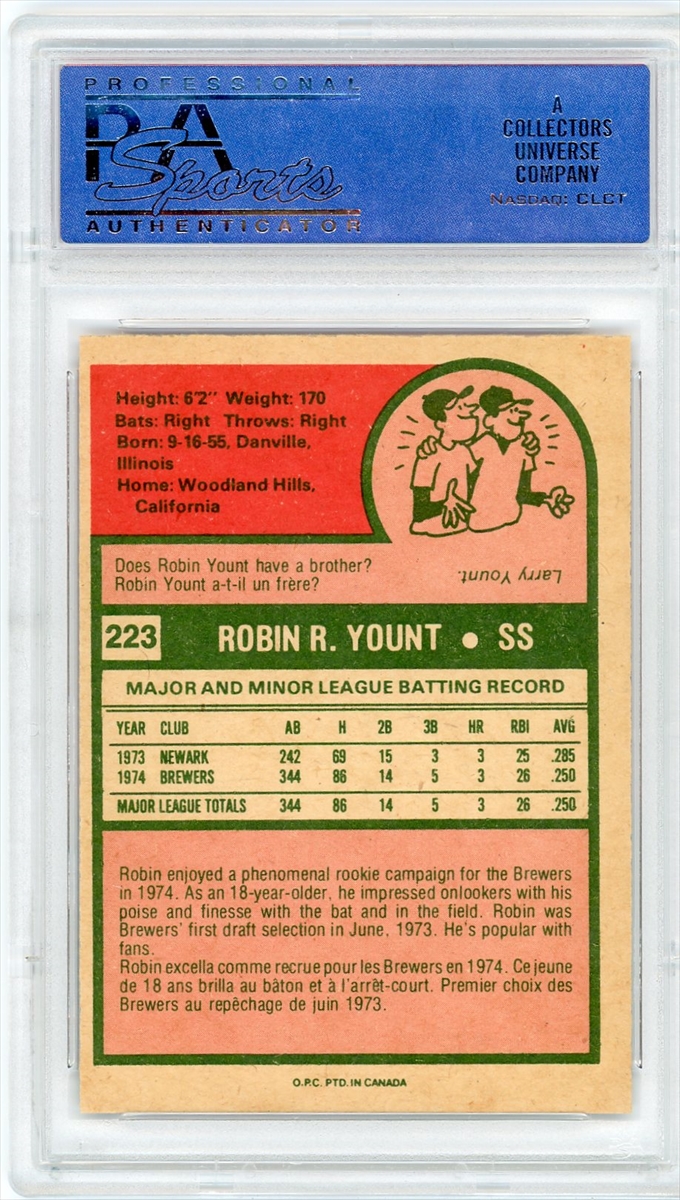 PROFESSIONAL
PSA
Sports
AUTHENTICATOR
A
COLLECTORS
UNIVERSE
COMPANY
NASDAQ: CLCT
Height: 6'2" Weight: 170
Bats: Right Throws: Right
Born: 9-16-55, Danville,
Illinois
Home: Woodland Hills,
California
Does Robin Yount have a brother?
Robin Yount a-t-il un frère?
Larry Yount.
223 ROBIN R. YOUNT • SS
MAJOR AND MINOR LEAGUE BATTING RECORD
YEAR CLUB AB H 2B 3B HR RBI AVG
1973 NEWARK 242 69 15 3 3 25 .285
1974 BREWERS 344 86 14 5 3 26 .250
MAJOR LEAGUE TOTALS 344 86 14 5 3 26 .250
Robin enjoyed a phenomenal rookie campaign for the Brewers
in 1974. As an 18-year-older, he impressed onlookers with his
poise and finesse with the bat and in the field. Robin was
Brewers' first draft selection in June, 1973. He's popular with
fans.
Robin excella comme recrue pour les Brewers en 1974. Ce jeune
de 18 ans brilla au bâton et à l'arrêt-court. Premier choix des
Brewers au repêchage de juin 1973.
O.P.C. PTD. IN CANADA